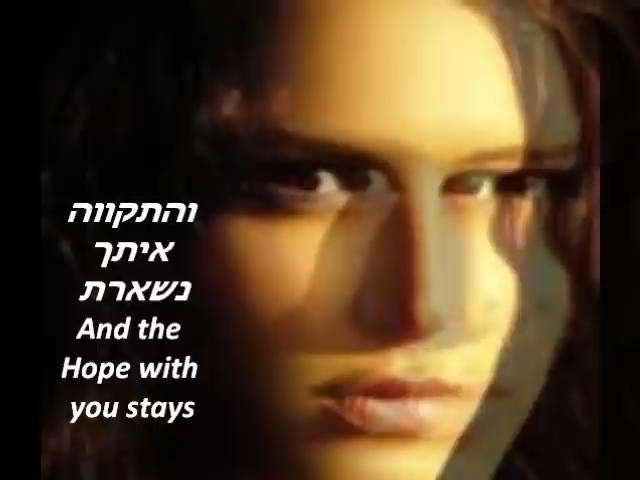 והתקווה
איתך
נשארת
And the
Hope with
you stays